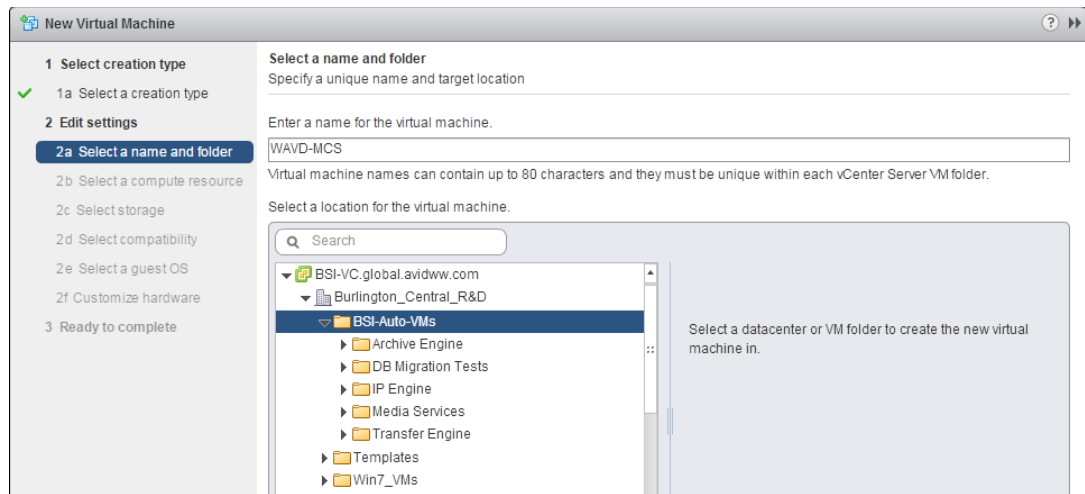 New Virtual Machine
1 Select creation type
1a Select a creation type
2 Edit settings
2a Select a name and folder
2b Select a compute resource
2c Select storage
2d Select compatibility
2e Select a guest OS
2f Customize hardware
3 Ready to complete
Select a name and folder
Specify a unique name and target location
Enter a name for the virtual machine.
WAVD-MCS
Virtual machine names can contain up to 80 characters and they must be unique within each vCenter Server VM folder.
Select a location for the virtual machine.
Search
BSI-VC.global.avidww.com
Burlington_Central_R&D
BSI-Auto-VMs
Archive Engine
DB Migration Tests
IP Engine
Media Services
Transfer Engine
Templates
Win7_VMs
Select a datacenter or VM folder to create the new virtual
machine in.